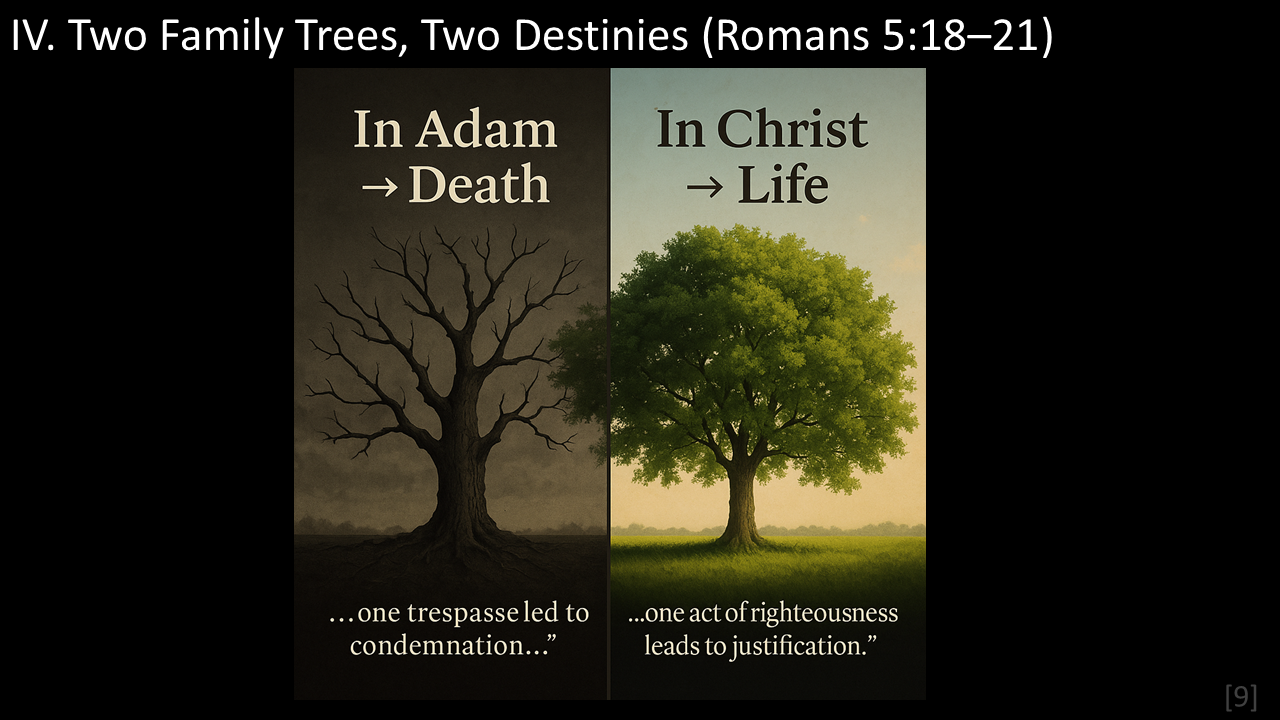 IV. Two Family Trees, Two Destinies (Romans 5:18–21)
In Adam
→ Death
…one trespasse led to
condemnation…”
In Christ
→ Life
...one act of righteousness
leads to justification.”
[9]